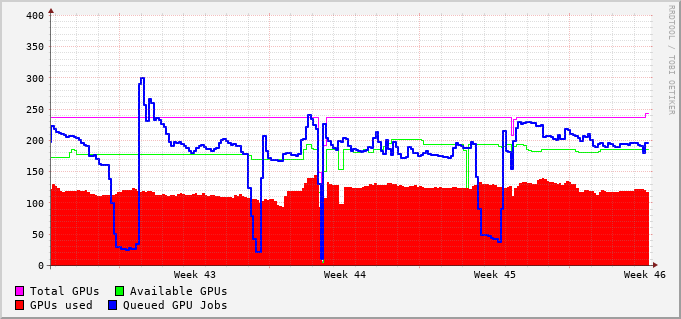 400
350
300
250
200
150
100
50
0
Week 43 Week 44 Week 45 Week 46
Total GPUs Available GPUs
GPUs used Queued GPU Jobs
RRDTOOL / TOBI OETIKER